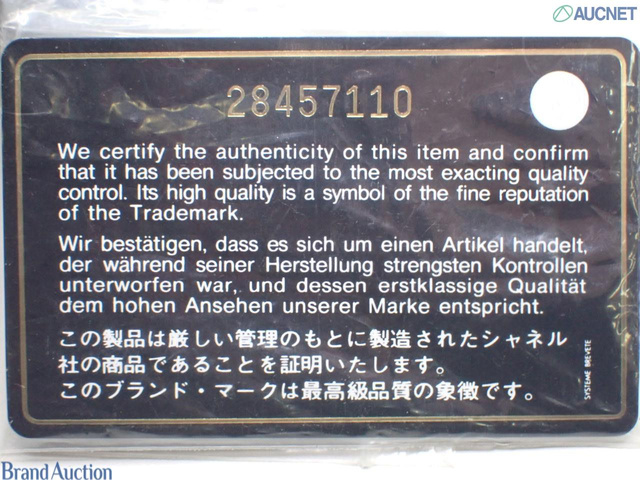 AUCNET
28457110
We certify the authenticity of this item and confirm
that it has been subjected to the most exacting quality
control. Its high quality is a symbol of the fine reputation
of the Trademark.
Wir bestätigen, dass es sich um einen Artikel handelt,
der während seiner Herstellung strengsten Kontrollen
unterworfen war, und dessen erstklassige Qualität
dem hohen Ansehen unserer Marke entspricht.
この製品は厳しい管理のもとに製造されたシャネル
社の商品であることを証明いたします。
このブランド・マークは最高級品質の象徴です。
SYSTEME BREVETE
Brand Auction